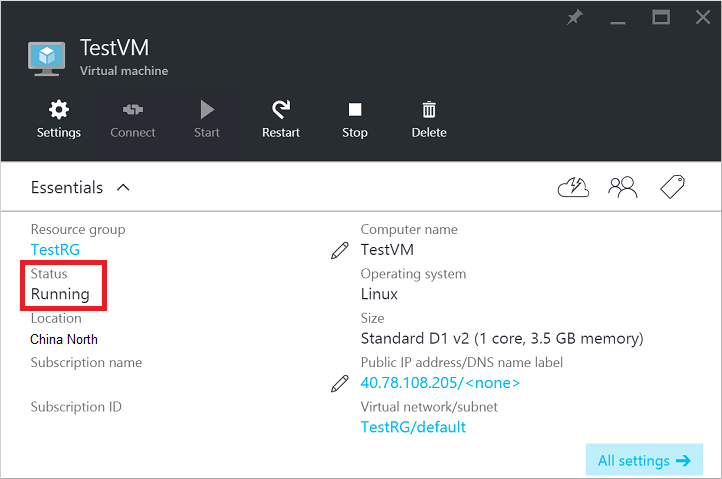 TestVM
Virtual machine
Settings
Connect
Start
Restart
Stop
Delete
Essentials
Resource group
TestRG
Status
Running
Location
China North
Subscription name
Subscription ID
Computer name
TestVM
Operating system
Linux
Size
Standard D1 v2 (1 core, 3.5 GB memory)
Public IP address/DNS name label
40.78.108.205/<none>
Virtual network/subnet
TestRG/default
All settings